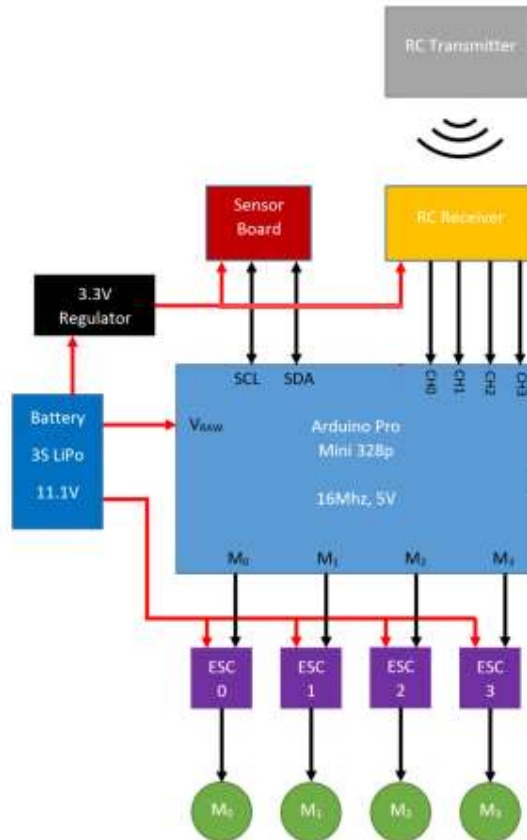 RC Transmitter
Sensor
Board
RC Receiver
3.3V
Regulator
SCL SDA
CH0
CH1
CH2
CH3
Battery
3S LiPo
11.1V
V_RAW
Arduino Pro
Mini 328p
16Mhz, 5V
M₀ M₁ M₂ M₃
ESC
0
ESC
1
ESC
2
ESC
3
M₀ M₁ M₂ M₃